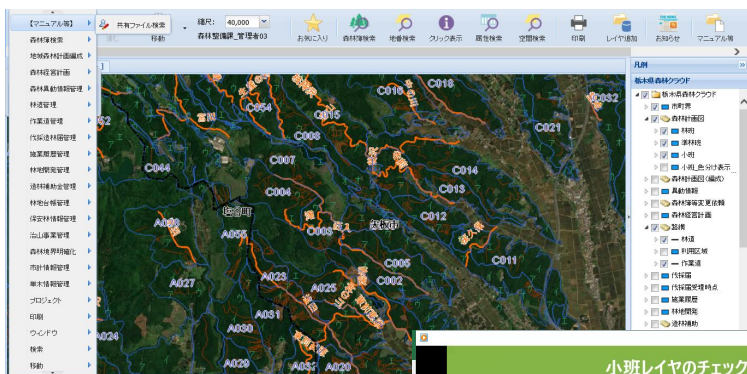 【マニュアル等】
共有ファイル検索
縮尺: 40,000
移動
森林整備課_管理者03
お気に入り
森林簿検索
地番検索
クリック表示
属性検索
空間検索
印刷
レイヤ追加
お知らせ
マニュアル等
森林簿検索
地域森林計画編成
森林経営計画
森林異動情報管理
林道管理
作業道管理
伐採造林届管理
施業履歴管理
林地開発管理
造林補助金管理
林地台帳管理
保安林情報管理
治山事業管理
森林境界明確化
市計情報管理
単木情報管理
プロジェクト
印刷
ウィンドウ
検索
移動
凡例
栃木県森林クラウド
栃木県森林クラウド
市町界
森林計画図
林班
準林班
小班
小班_色分け表示
森林計画図(編成)
異動情報
森林簿等変更依頼
森林経営計画
路網
林道
利用区域
作業道
伐採届
伐採届受理時点
施業履歴
林地開発
造林補助
C016
C018
C054
C015
C021
C008
C007
C044
C014
C013
C004
C012
塩谷町
矢板市
C003
A055
C011
C005
C002
A023
A027
A025
A031
A030
A024
A029
A032
A020
小班レイヤのチェック